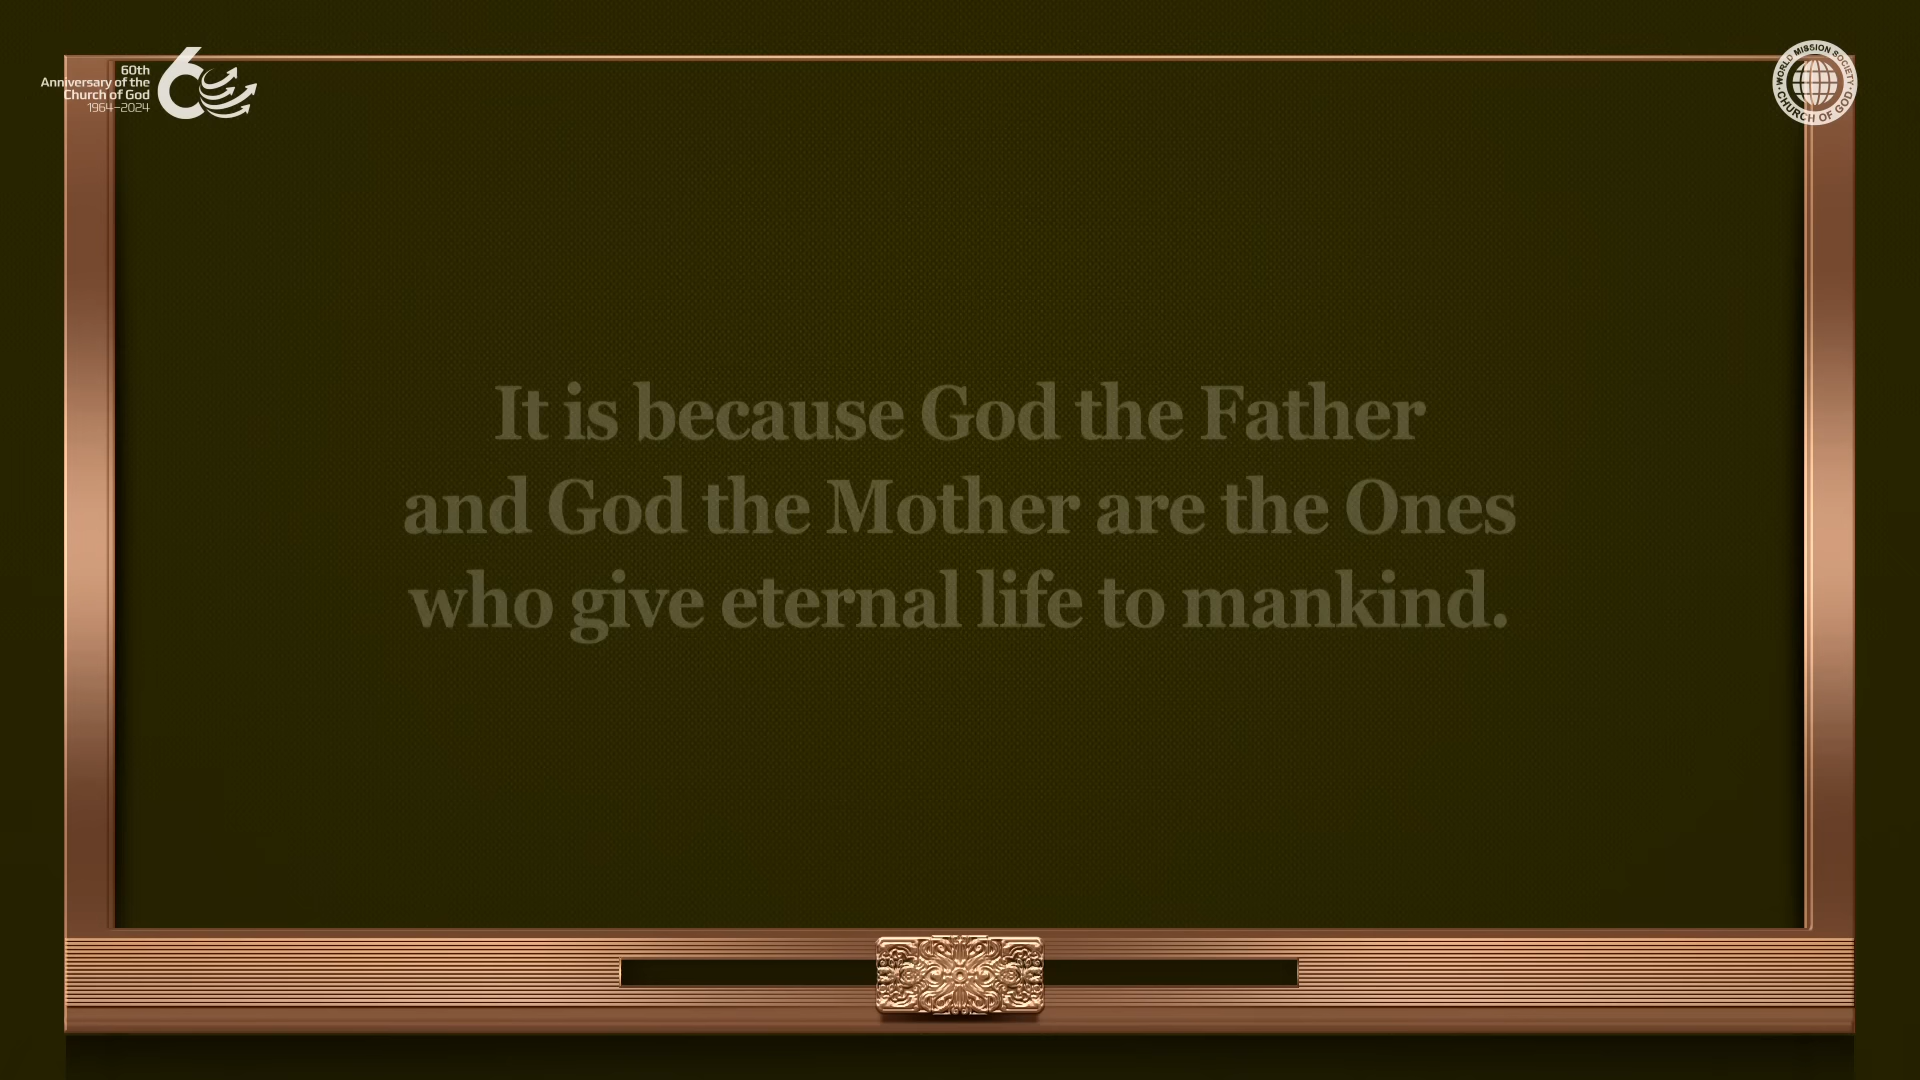 60th
Anniversary of the
Church of God
1964–2024
60
WORLD MISSION SOCIETY
CHURCH OF GOD
It is because God the Father
and God the Mother are the Ones
who give eternal life to mankind.